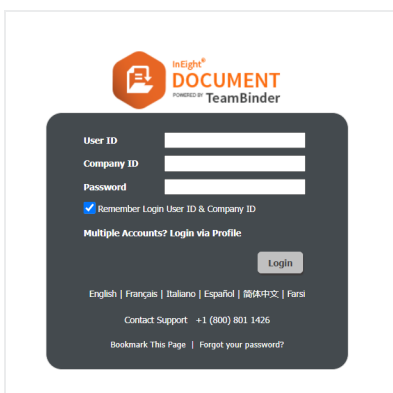 InEight®
DOCUMENT
POWERED BY TeamBinder
User ID
Company ID
Password
Remember Login User ID & Company ID
Multiple Accounts? Login via Profile
Login
English | Français | Italiano | Español | 简体中文 | Farsi
Contact Support +1 (800) 801 1426
Bookmark This Page | Forgot your password?